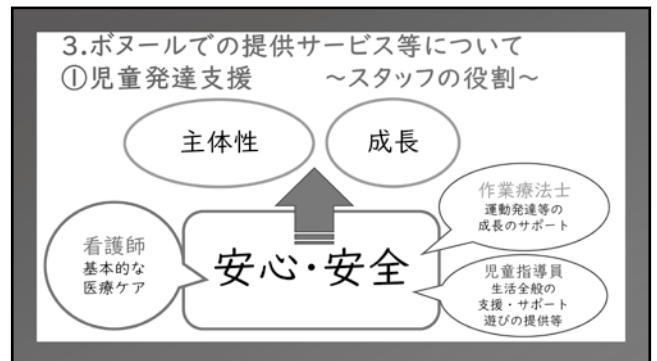 3.ボヌールでの提供サービス等について
①児童発達支援 ～スタッフの役割～
主体性
成長
安心・安全
看護師
基本的な
医療ケア
作業療法士
運動発達等の
成長のサポート
児童指導員
生活全般の
支援・サポート
遊びの提供等